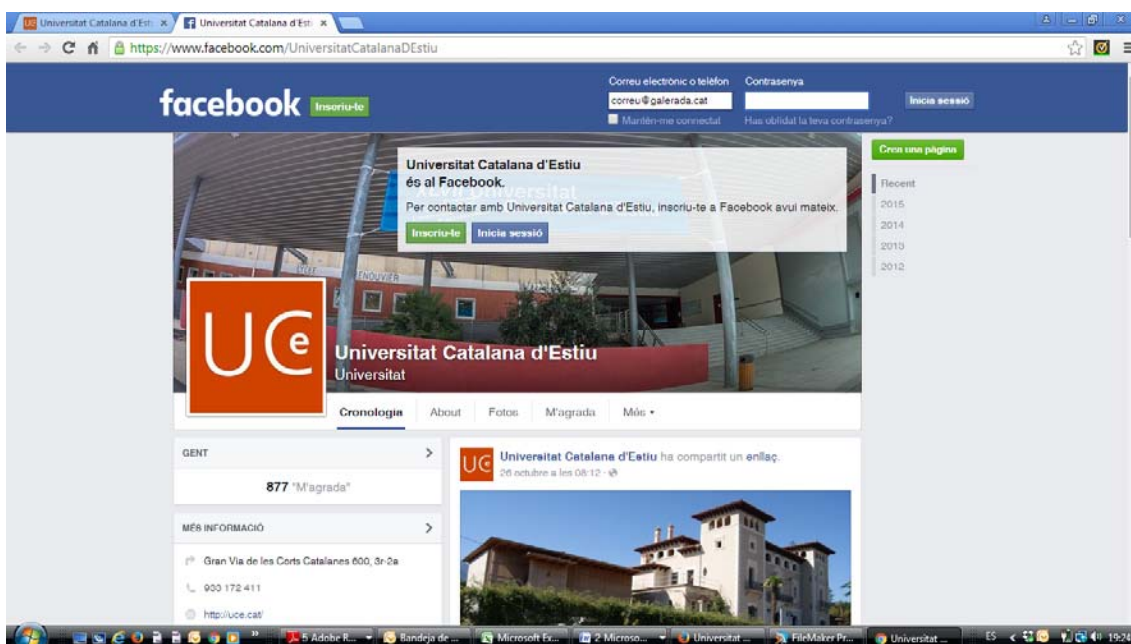 Universitat Catalana d'Esti
Universitat Catalana d'Esti
https://www.facebook.com/UniversitatCatalanaDEstiu
Correu electrònic o telèfon
Contrasenya
facebook
Inscriu-te
correu@galerada.cat
Inicia sessió
Mantén-me connectat
Has oblidat la teva contrasenya?
Crea una pàgina
Universitat Catalana d'Estiu
és al Facebook.
Per contactar amb Universitat Catalana d'Estiu, inscriu-te a Facebook avui mateix.
Inscriu-te
Inicia sessió
Recent
2015
2014
2013
2012
UCe
Universitat Catalana d'Estiu
Universitat
Cronologia
About
Fotos
M'agrada
Més
GENT
877 "M'agrada"
MÉS INFORMACIÓ
Gran Via de les Corts Catalanes 600, 3r-2a
http://uce.cat/
Universitat Catalana d'Estiu ha compartit un enllaç.
26 octubre a les 08:12
5 Adobe R...
Bandeja de ...
Microsoft Ex...
2 Microso...
Universitat ...
FileMaker Pr...
Universitat ...
ES
19:24